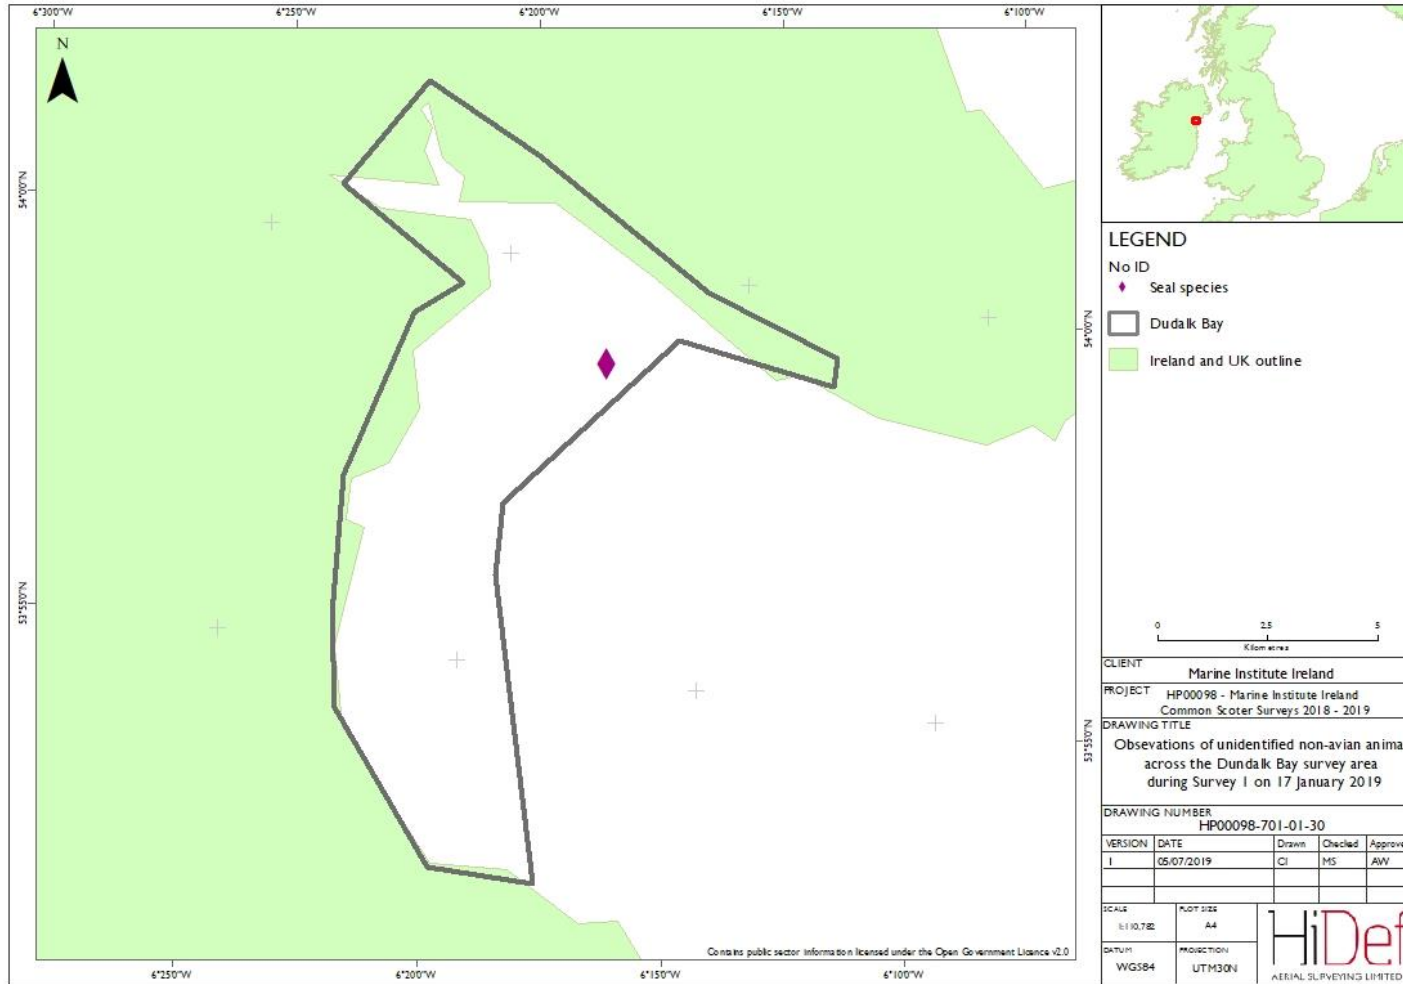 6°30'0"W 6°25'0"W 6°20'0"W 6°15'0"W 6°10'0"W
N
54°0'0"N
54°0'0"N
53°55'0"N
53°55'0"N
Contains public sector information licensed under the Open Government Licence v2.0
6°25'0"W 6°20'0"W 6°15'0"W 6°10'0"W
LEGEND
No ID
Seal species
Dudalk Bay
Ireland and UK outline
0 2.5 5
Kilometres
CLIENT
Marine Institute Ireland
PROJECT
HP00098 - Marine Institute Ireland
Common Scoter Surveys 2018 - 2019
DRAWING TITLE
Obsevations of unidentified non-avian anima
across the Dundalk Bay survey area
during Survey 1 on 17 January 2019
DRAWING NUMBER
HP00098-701-01-30
VERSION DATE Drawn Checked Approve
1 05/07/2019 CI MS AW
SCALE PLOT SIZE
1:110,782 A4
DATUM PROJECTION
WGS84 UTM30N
HiDef
AERIAL SURVEYING LIMITED